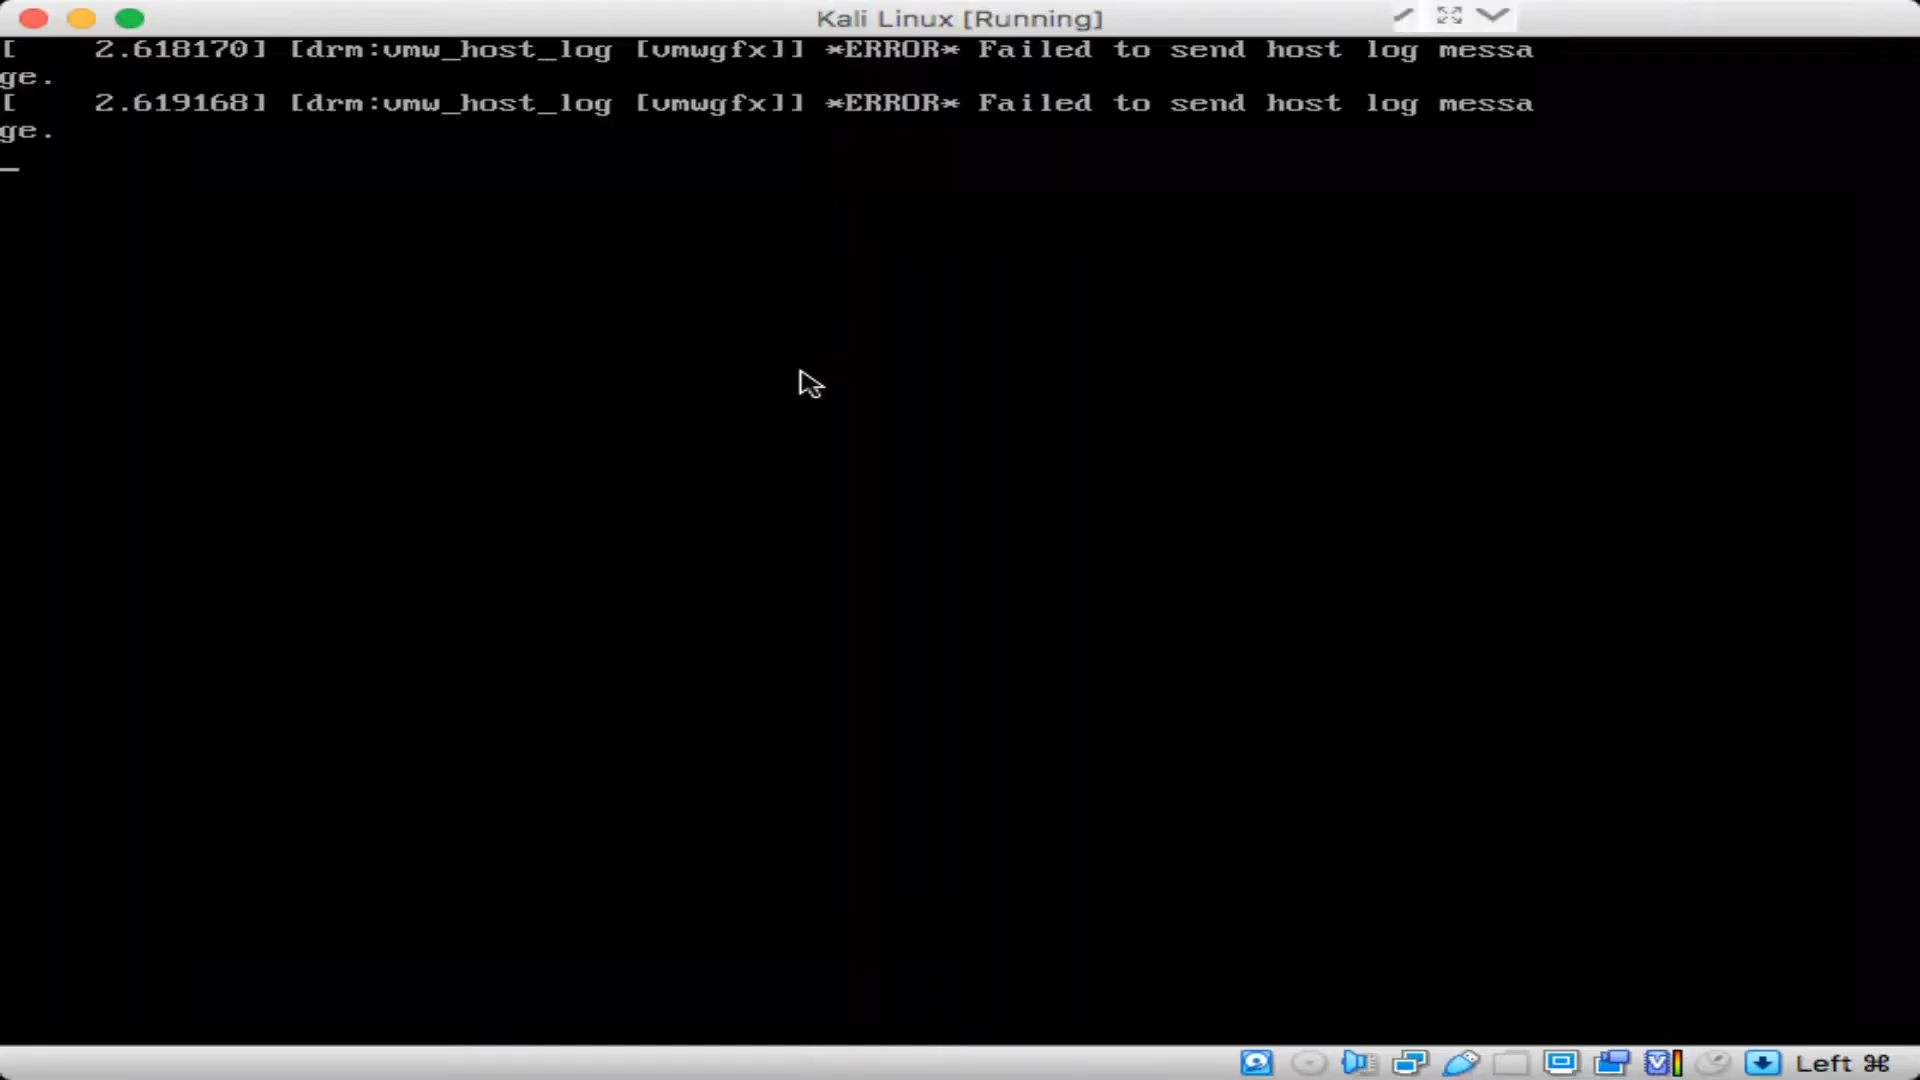 Kali Linux [Running]
[    2.618170] [drm:vmw_host_log [vmwgfx]] *ERROR* Failed to send host log messa
ge.
[    2.619168] [drm:vmw_host_log [vmwgfx]] *ERROR* Failed to send host log messa
ge.
_
Left ⌘